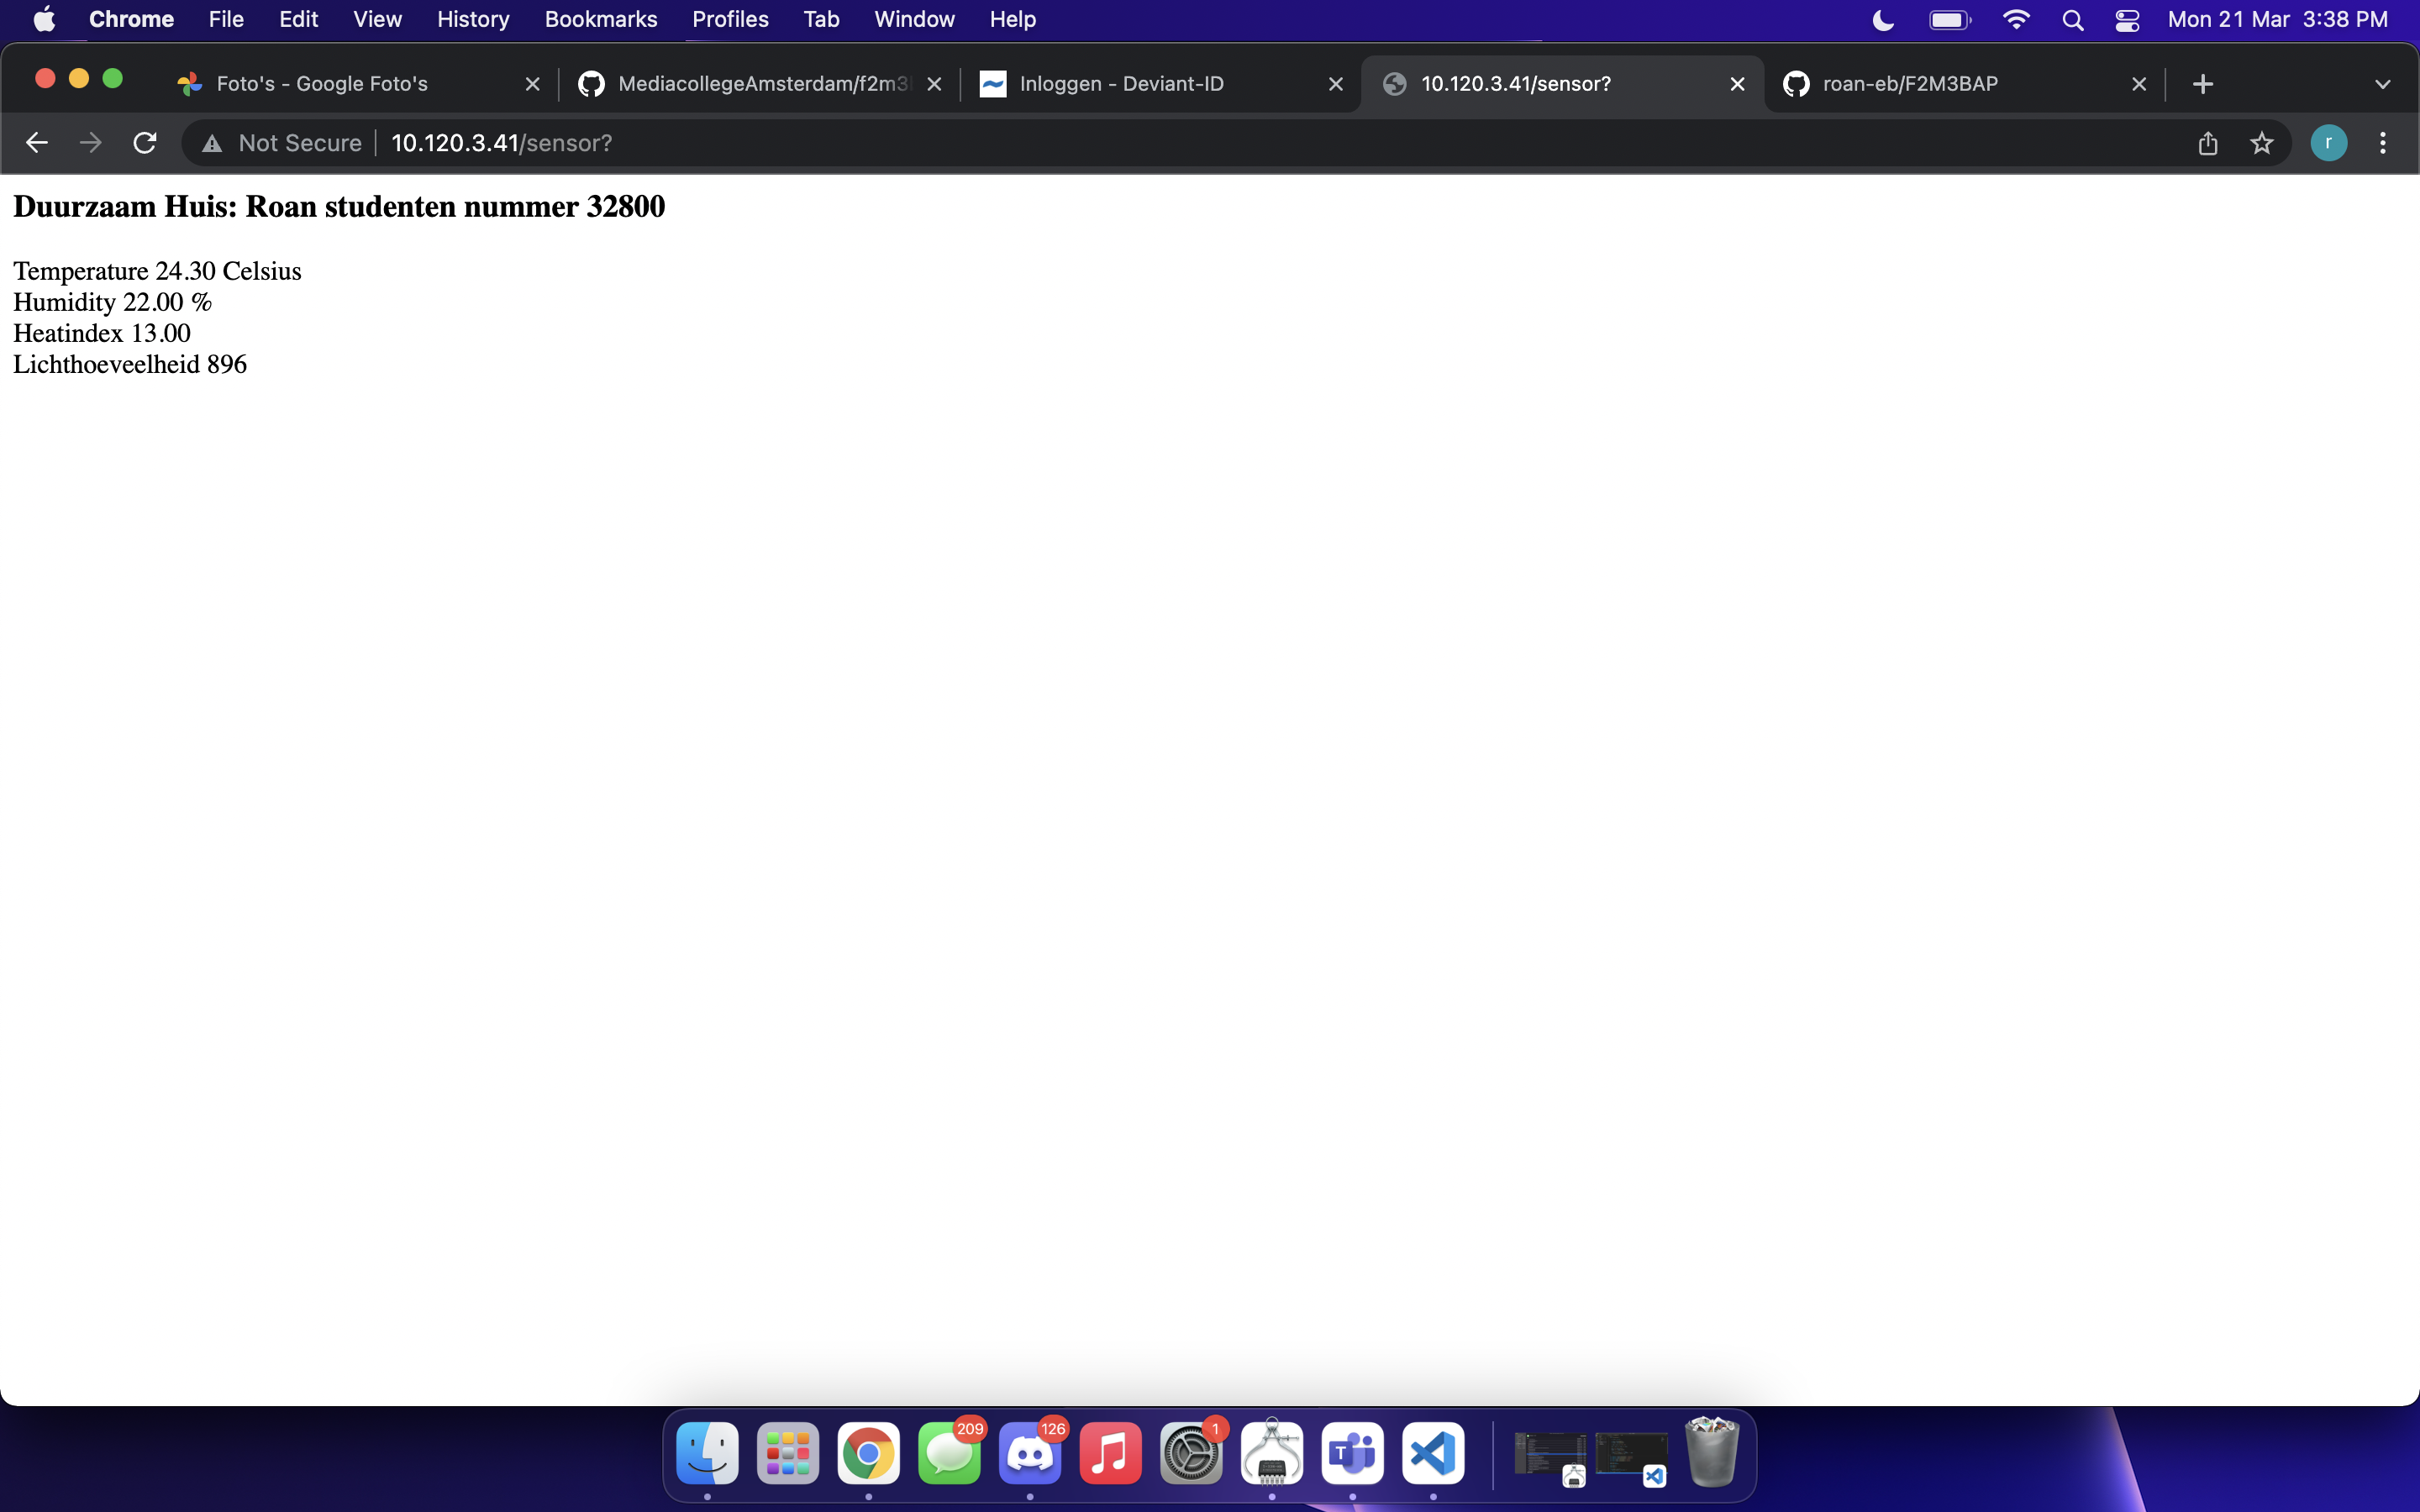 Chrome File Edit View History Bookmarks Profiles Tab Window Help Mon 21 Mar 3:38 PM
Foto's - Google Foto's MediacollegeAmsterdam/f2m3 Inloggen - Deviant-ID 10.120.3.41/sensor? roan-eb/F2M3BAP
Not Secure 10.120.3.41/sensor? r
Duurzaam Huis: Roan studenten nummer 32800
Temperature 24.30 Celsius
Humidity 22.00 %
Heatindex 13.00
Lichthoeveelheid 896
209 126 1
T